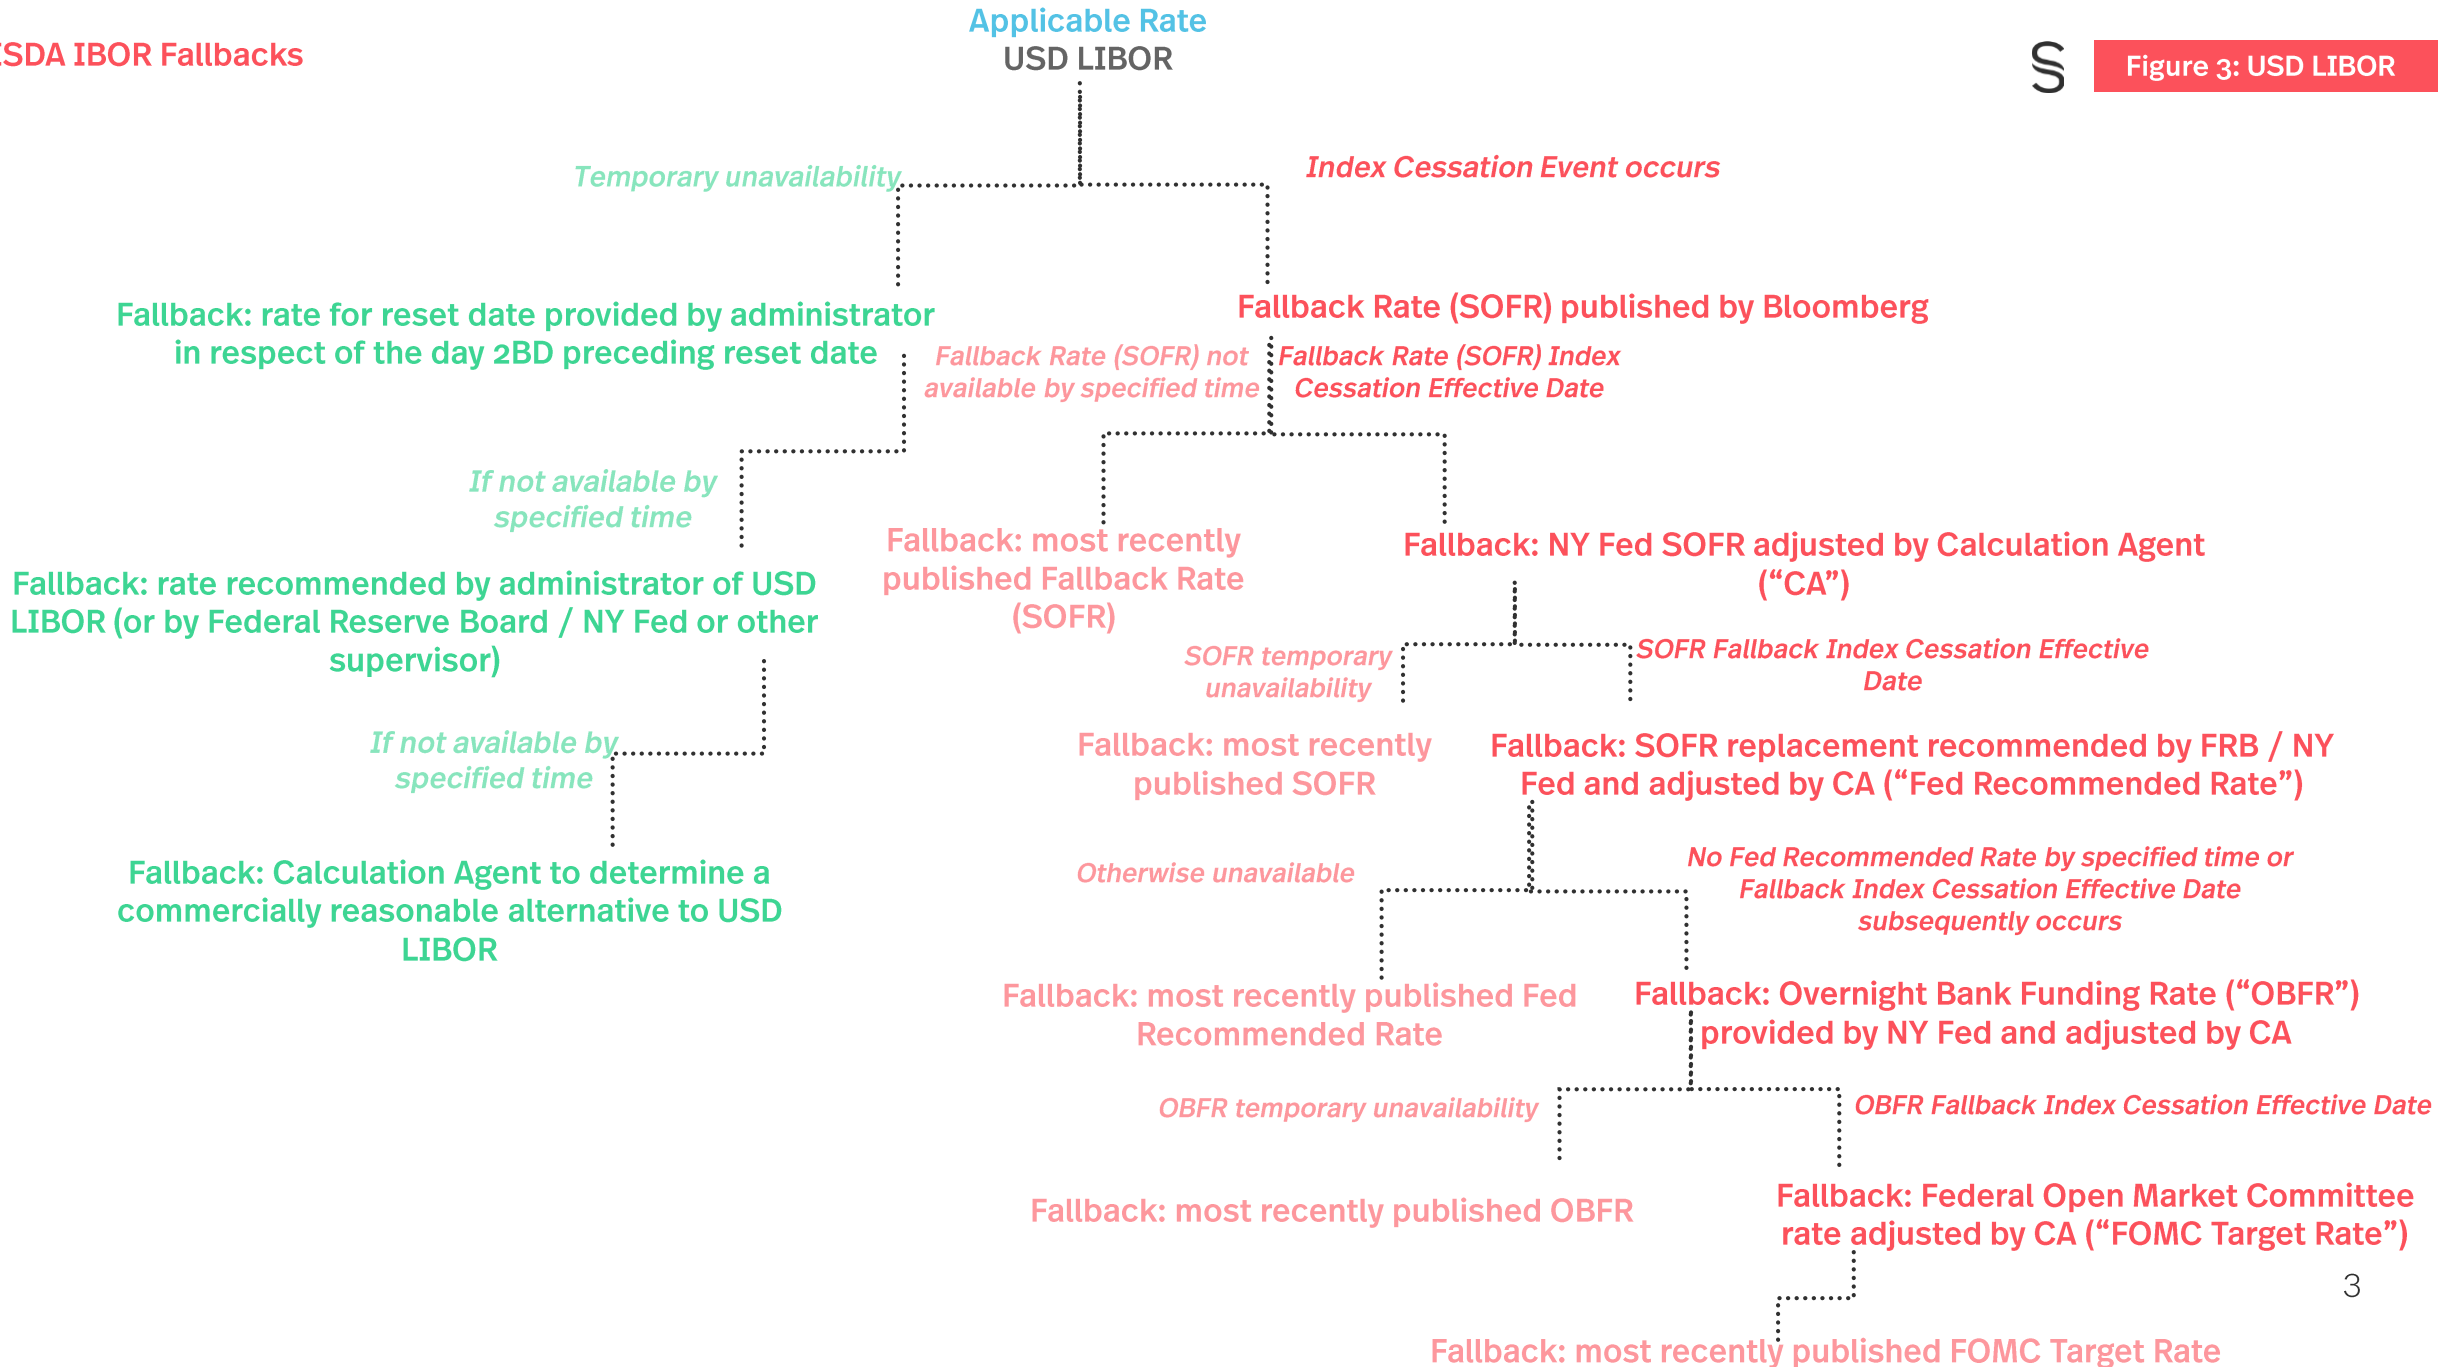 Applicable Rate
USD LIBOR
SDA IBOR Fallbacks
Figure 3: USD LIBOR
Temporary unavailability
Index Cessation Event occurs
Fallback: rate for reset date provided by administrator
in respect of the day 2BD preceding reset date
Fallback Rate (SOFR) published by Bloomberg
Fallback Rate (SOFR) not
available by specified time
Fallback Rate (SOFR) Index
Cessation Effective Date
If not available by
specified time
Fallback: most recently
published Fallback Rate
(SOFR)
Fallback: NY Fed SOFR adjusted by Calculation Agent
(“CA”)
Fallback: rate recommended by administrator of USD
LIBOR (or by Federal Reserve Board / NY Fed or other
supervisor)
SOFR temporary
unavailability
SOFR Fallback Index Cessation Effective
Date
If not available by
specified time
Fallback: most recently
published SOFR
Fallback: SOFR replacement recommended by FRB / NY
Fed and adjusted by CA (“Fed Recommended Rate”)
Fallback: Calculation Agent to determine a
commercially reasonable alternative to USD
LIBOR
Otherwise unavailable
No Fed Recommended Rate by specified time or
Fallback Index Cessation Effective Date
subsequently occurs
Fallback: most recently published Fed
Recommended Rate
Fallback: Overnight Bank Funding Rate (“OBFR”)
provided by NY Fed and adjusted by CA
OBFR temporary unavailability
OBFR Fallback Index Cessation Effective Date
Fallback: most recently published OBFR
Fallback: Federal Open Market Committee
rate adjusted by CA (“FOMC Target Rate”)
3
Fallback: most recently published FOMC Target Rate